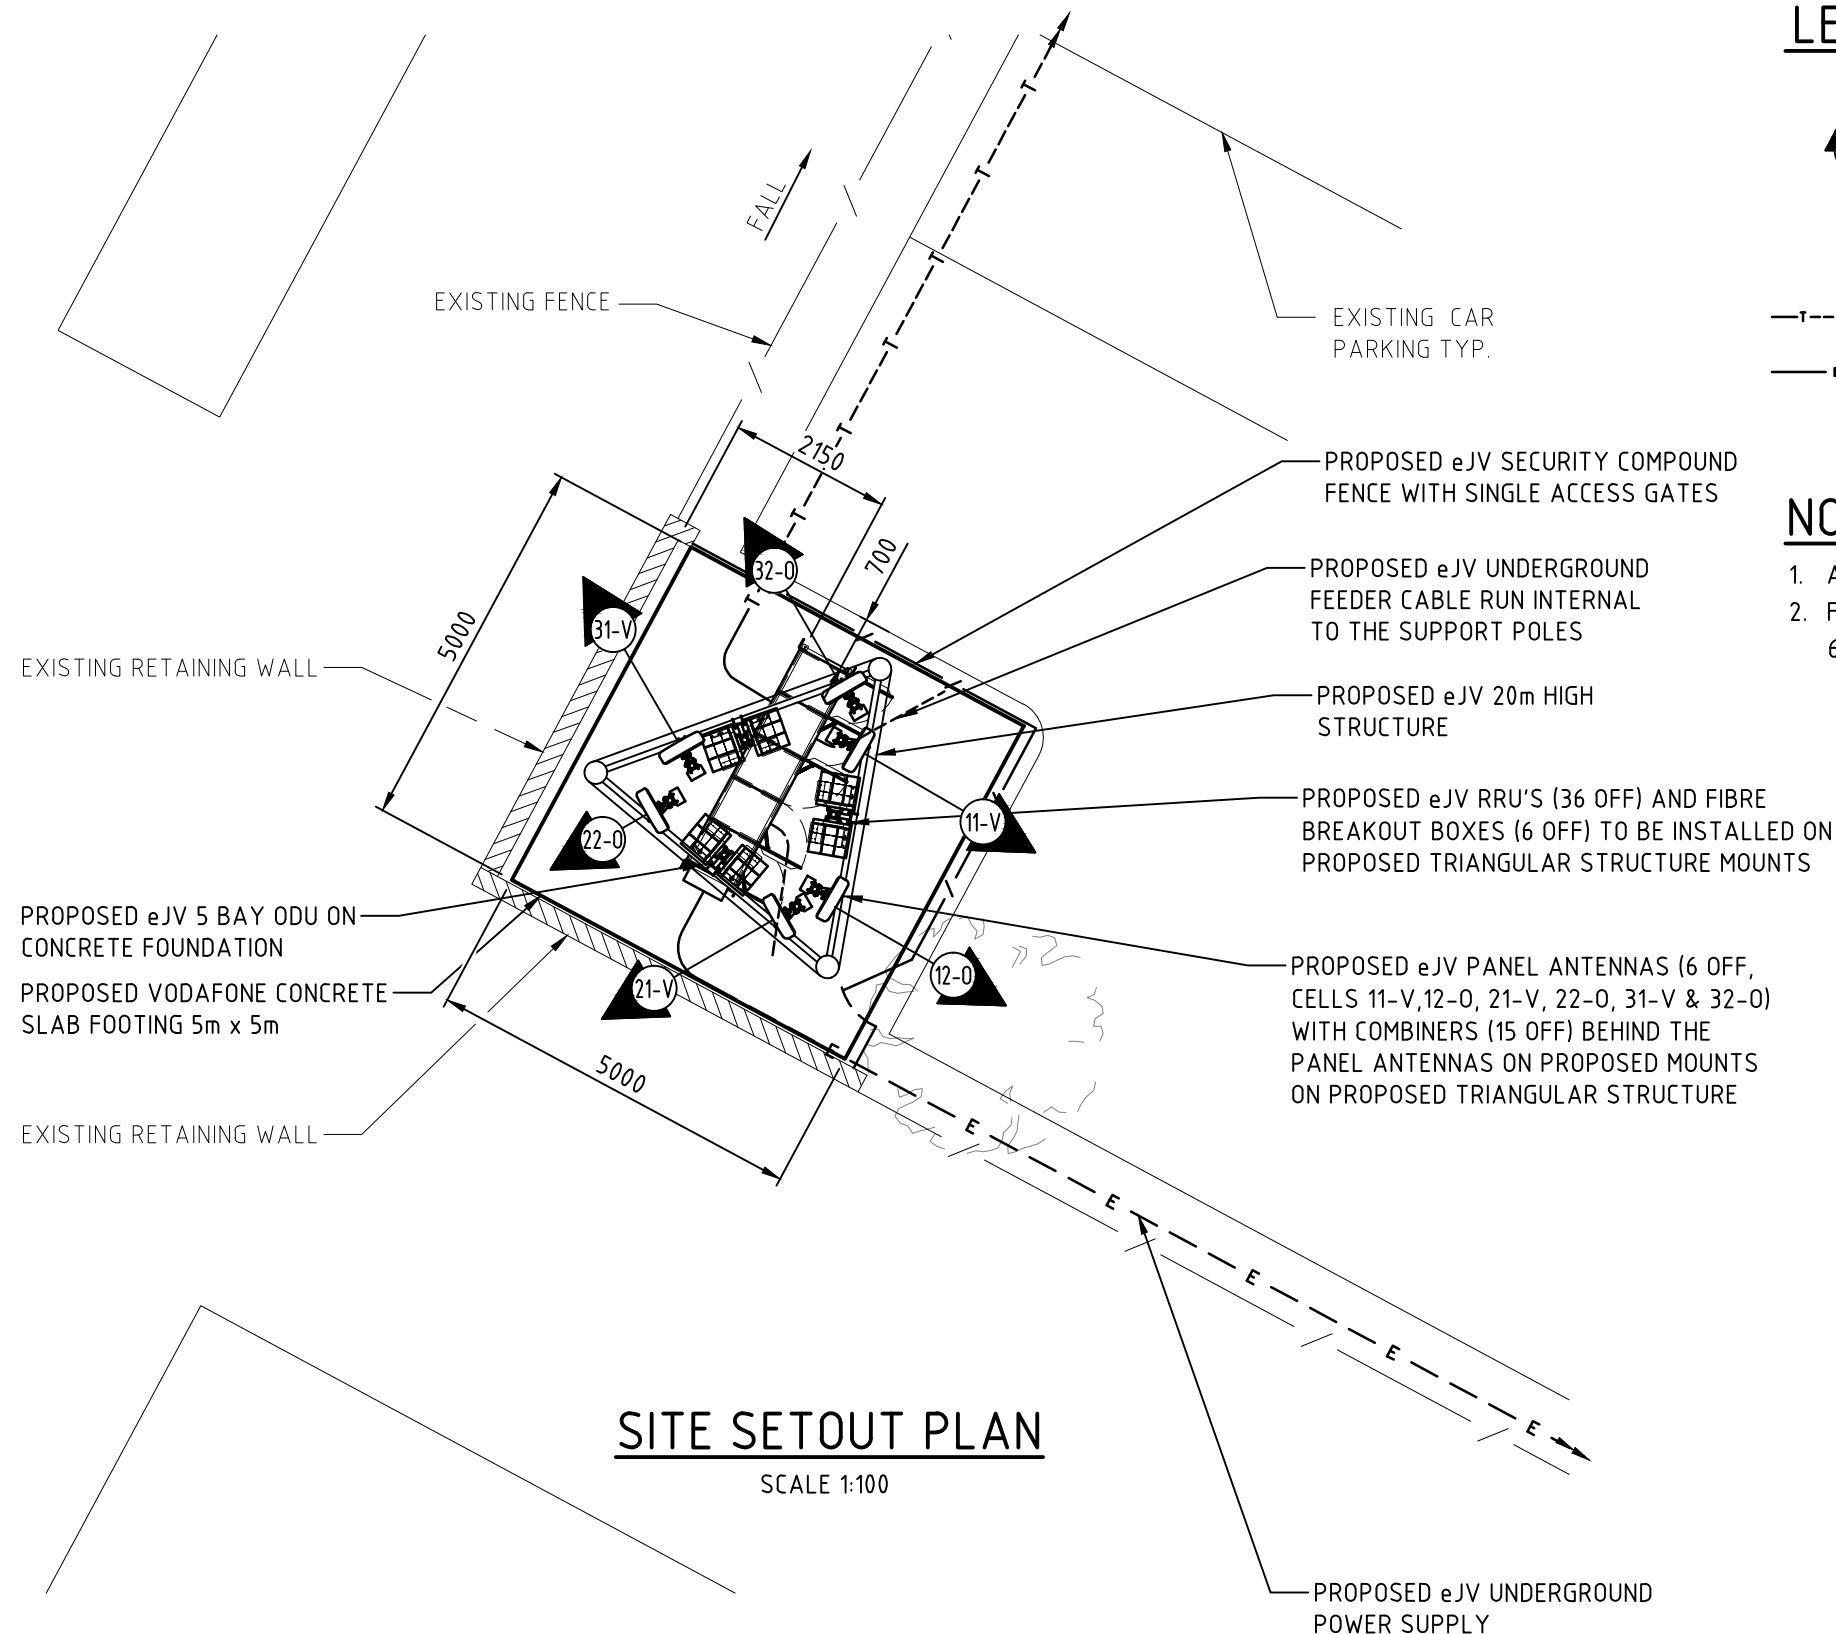 LE
FALL
EXISTING FENCE
EXISTING CAR
PARKING TYP.
2150
PROPOSED eJV SECURITY COMPOUND
FENCE WITH SINGLE ACCESS GATES
NO
1. A
2. F
6
700
32-O
PROPOSED eJV UNDERGROUND
FEEDER CABLE RUN INTERNAL
TO THE SUPPORT POLES
5000
31-V
EXISTING RETAINING WALL
PROPOSED eJV 20m HIGH
STRUCTURE
PROPOSED eJV RRU'S (36 OFF) AND FIBRE
BREAKOUT BOXES (6 OFF) TO BE INSTALLED ON
PROPOSED TRIANGULAR STRUCTURE MOUNTS
11-V
22-O
PROPOSED eJV 5 BAY ODU ON
CONCRETE FOUNDATION
PROPOSED VODAFONE CONCRETE
SLAB FOOTING 5m x 5m
21-V
12-O
PROPOSED eJV PANEL ANTENNAS (6 OFF,
CELLS 11-V,12-O, 21-V, 22-O, 31-V & 32-O)
WITH COMBINERS (15 OFF) BEHIND THE
PANEL ANTENNAS ON PROPOSED MOUNTS
ON PROPOSED TRIANGULAR STRUCTURE
5000
EXISTING RETAINING WALL
T
T
T
T
T
T
T
T
E
E
E
E
E
E
SITE SETOUT PLAN
SCALE 1:100
PROPOSED eJV UNDERGROUND
POWER SUPPLY